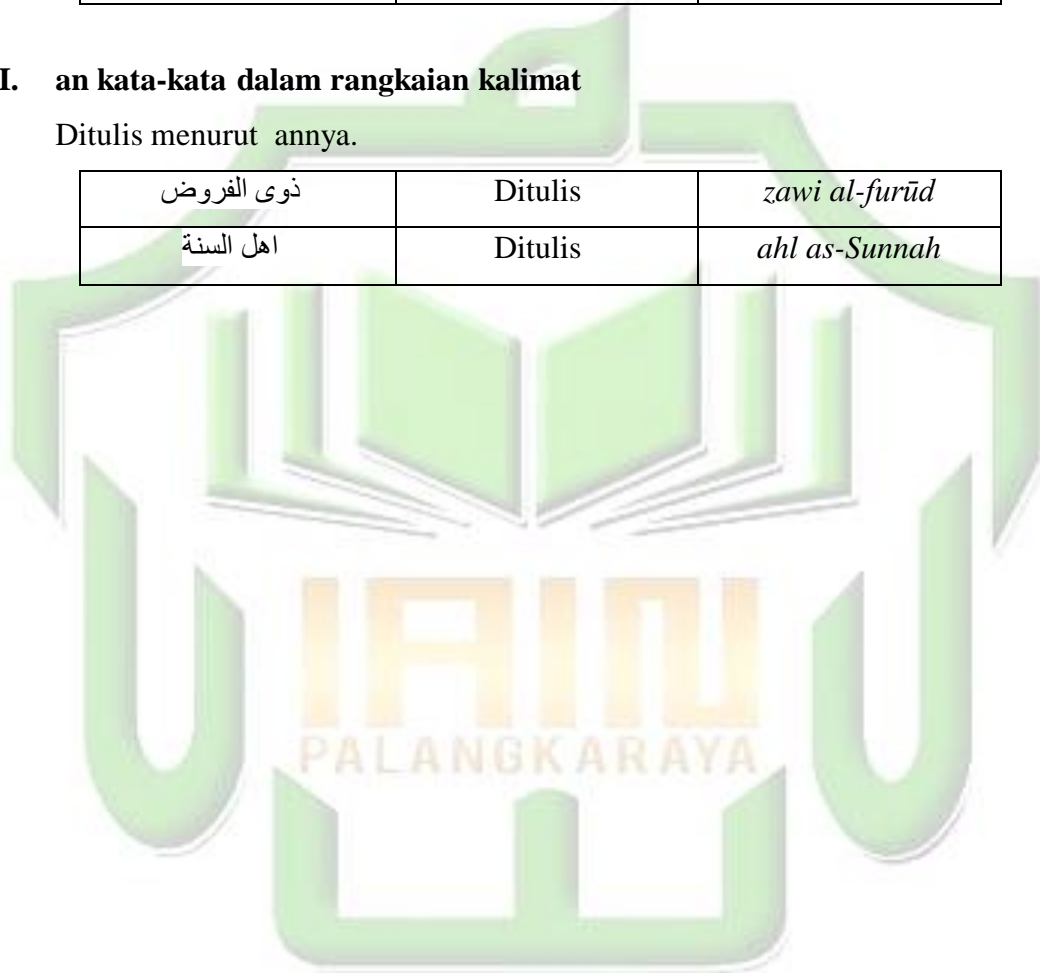 I. an kata-kata dalam rangkaian kalimat
Ditulis menurut annya.
ذوى الفروض Ditulis zawi al-furūd
اهل السنة Ditulis ahl as-Sunnah
IAIN
PALANGKARAYA